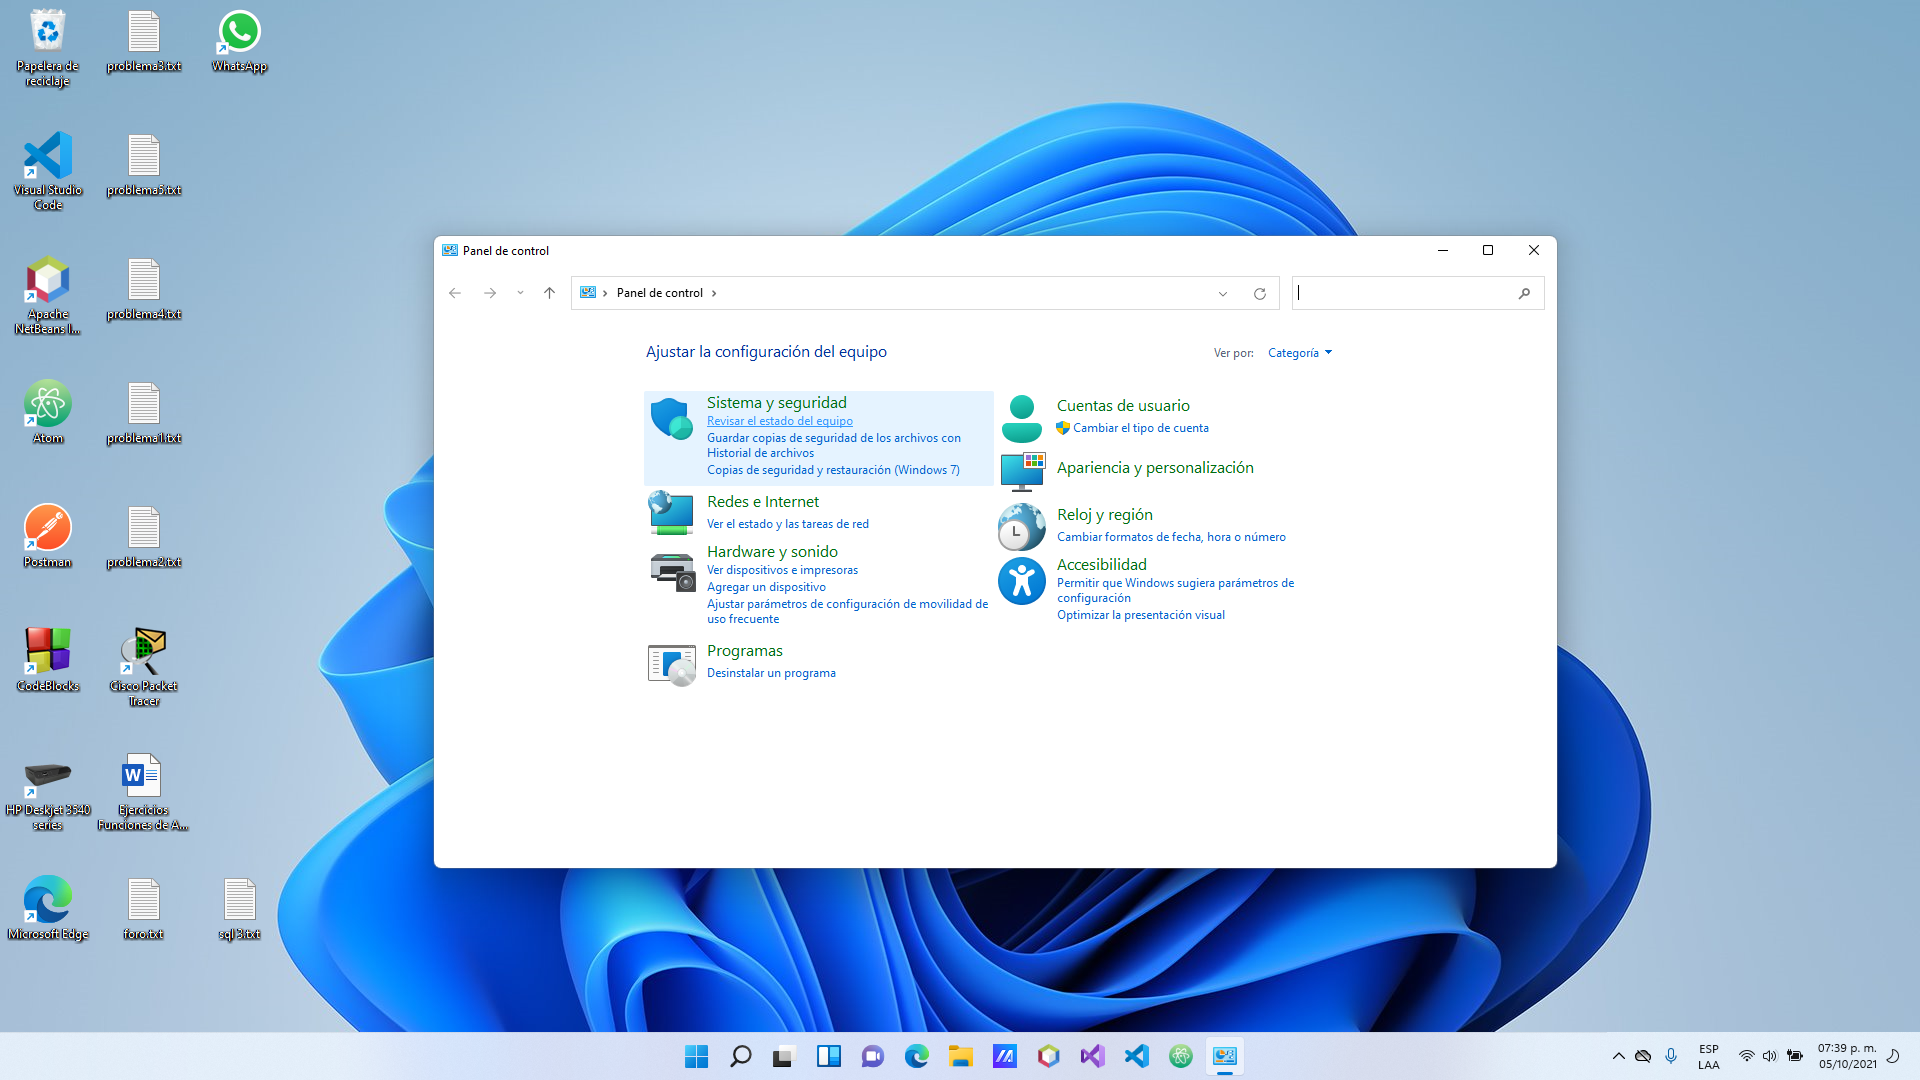 Papelera de
reciclaje
problema3.txt
WhatsApp
Visual Studio
Code
problema5.txt
Apache
NetBeans I...
problema4.txt
Atom
problema1.txt
Postman
problema2.txt
CodeBlocks
Cisco Packet
Tracer
HP Deskjet 3540
series
Ejercicios
Funciones de A...
Microsoft Edge
foro.txt
sql 3.txt
Panel de control
Panel de control
Ajustar la configuración del equipo
Ver por:
Categoría
Sistema y seguridad
Revisar el estado del equipo
Guardar copias de seguridad de los archivos con
Historial de archivos
Copias de seguridad y restauración (Windows 7)
Redes e Internet
Ver el estado y las tareas de red
Hardware y sonido
Ver dispositivos e impresoras
Agregar un dispositivo
Ajustar parámetros de configuración de movilidad de
uso frecuente
Programas
Desinstalar un programa
Cuentas de usuario
Cambiar el tipo de cuenta
Apariencia y personalización
Reloj y región
Cambiar formatos de fecha, hora o número
Accesibilidad
Permitir que Windows sugiera parámetros de
configuración
Optimizar la presentación visual
ESP
LAA
07:39 p. m.
05/10/2021